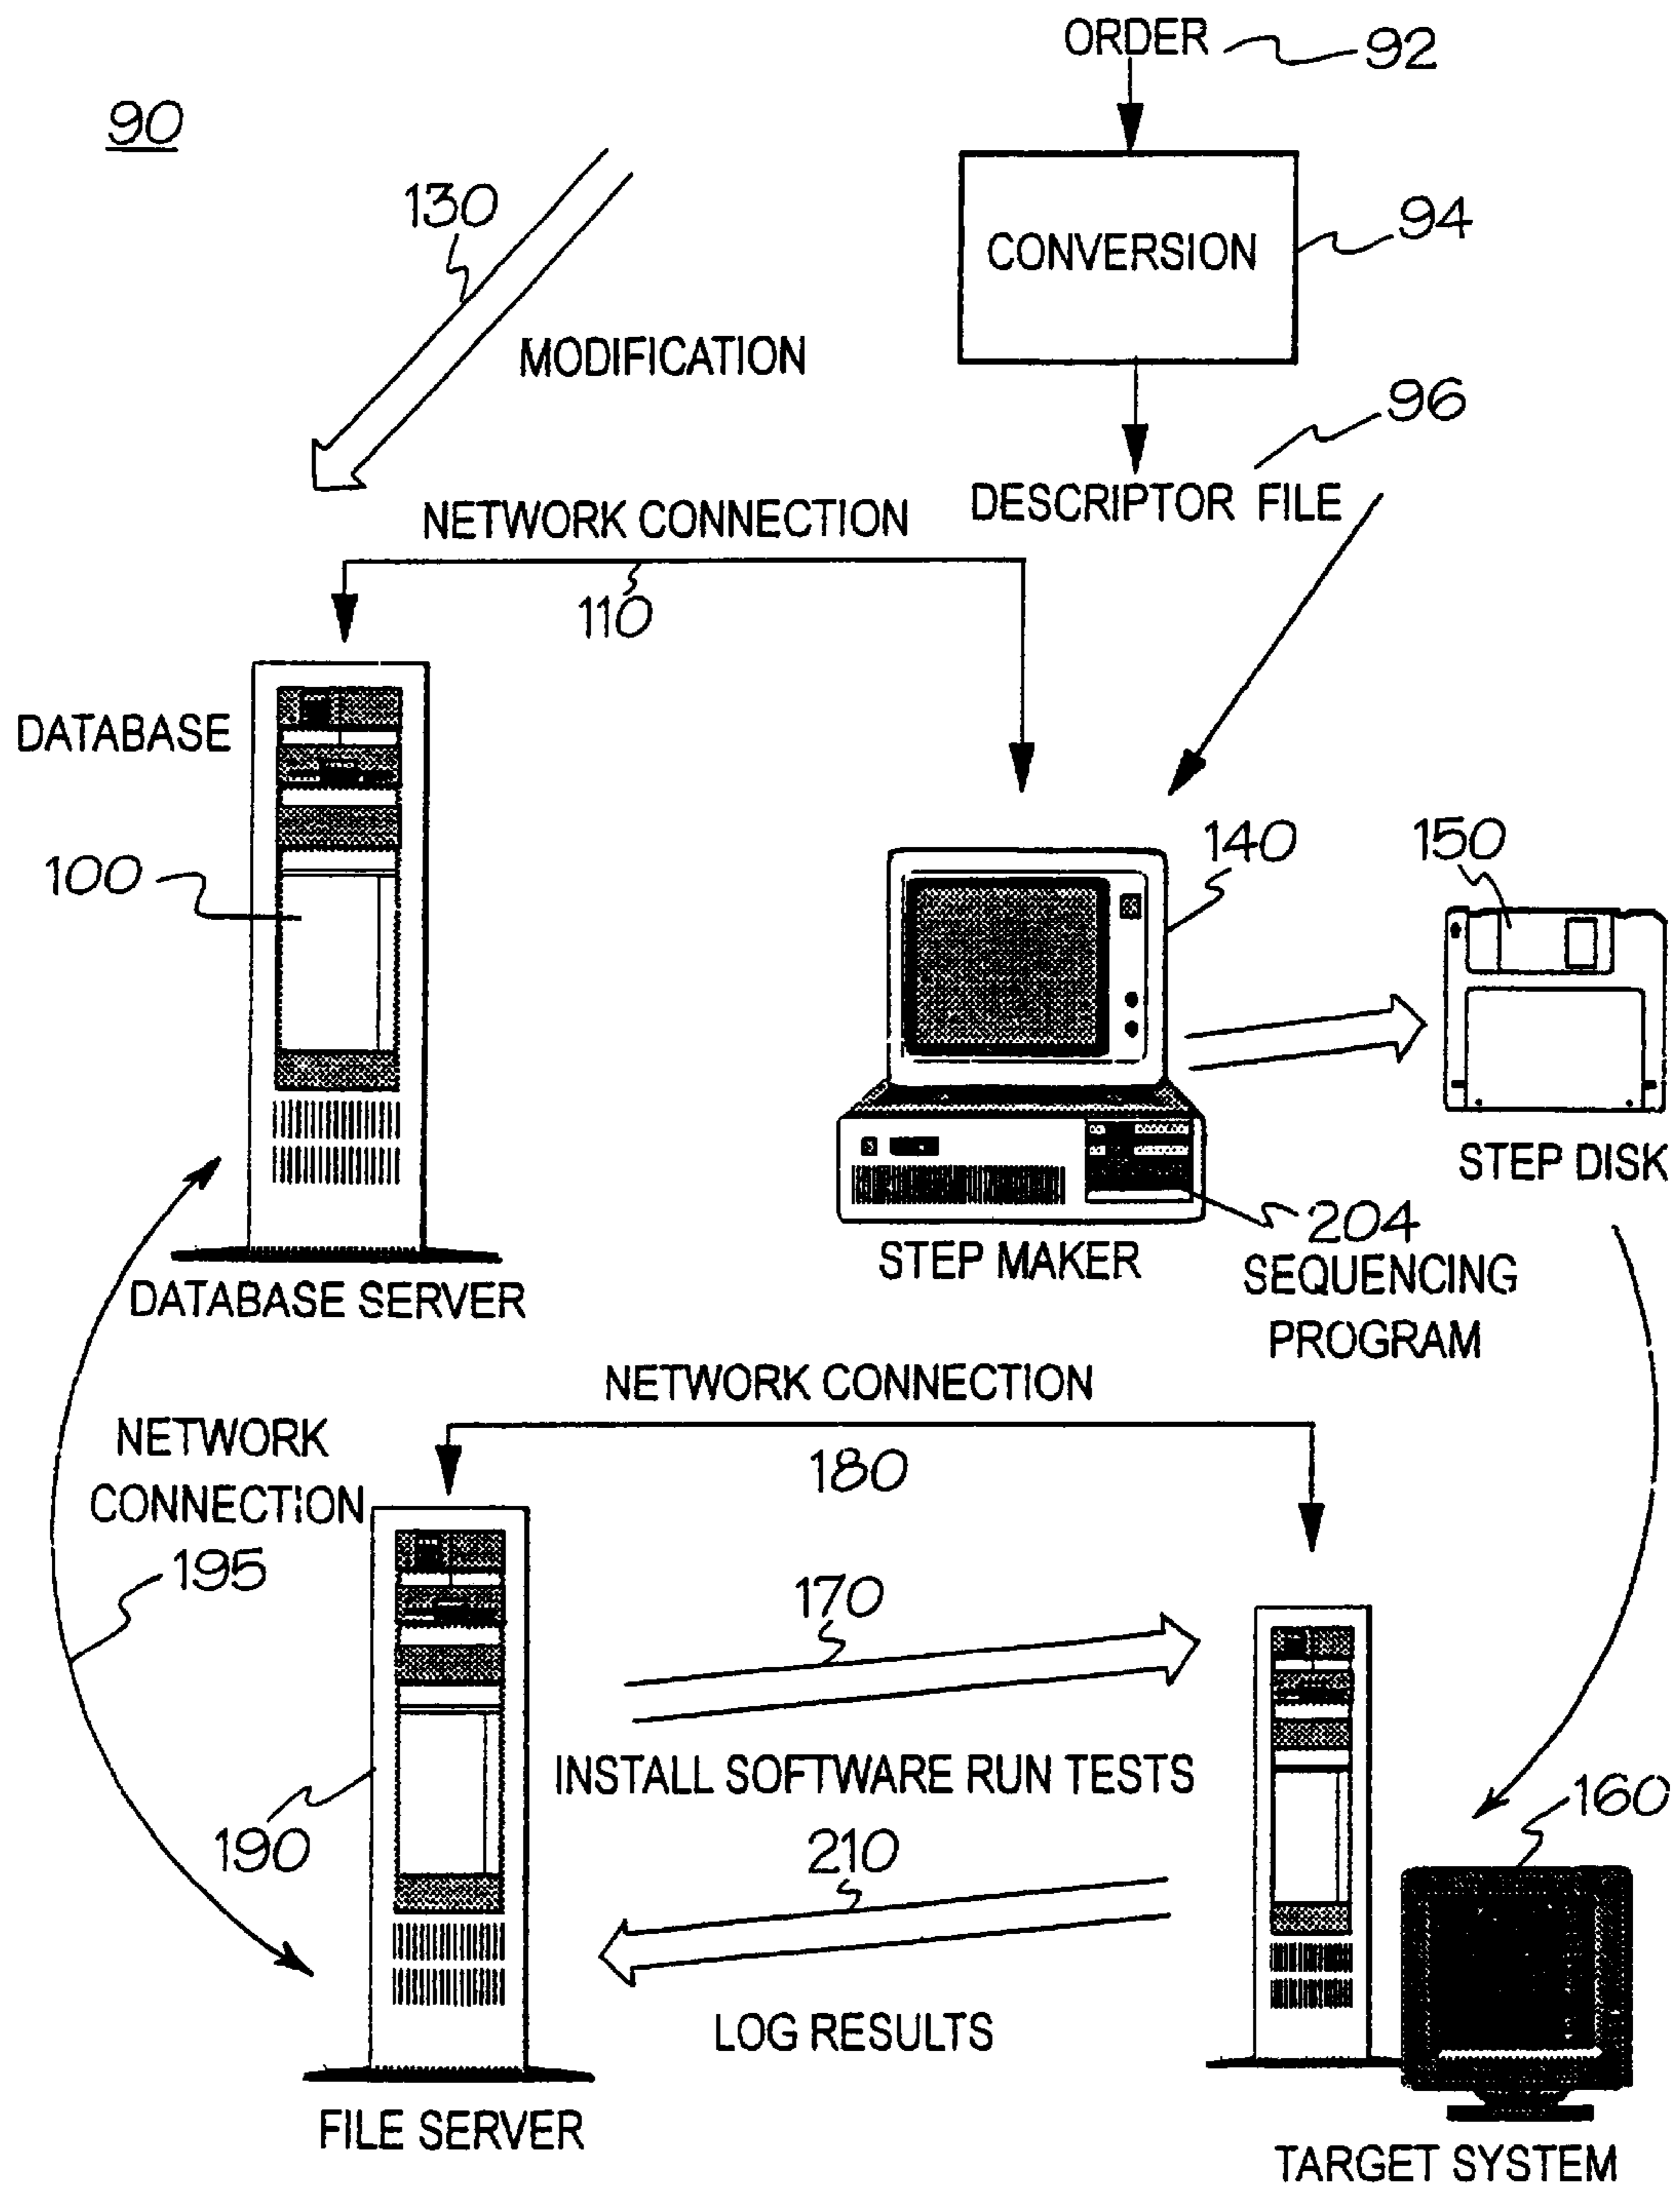 ORDER 92
90
130
CONVERSION
94
MODIFICATION
96
DESCRIPTOR FILE
NETWORK CONNECTION
110
DATABASE
100
140
150
STEP DISK
204
STEP MAKER
SEQUENCING
PROGRAM
DATABASE SERVER
NETWORK CONNECTION
180
NETWORK
CONNECTION
195
170
INSTALL SOFTWARE RUN TESTS
160
190
210
LOG RESULTS
FILE SERVER
TARGET SYSTEM